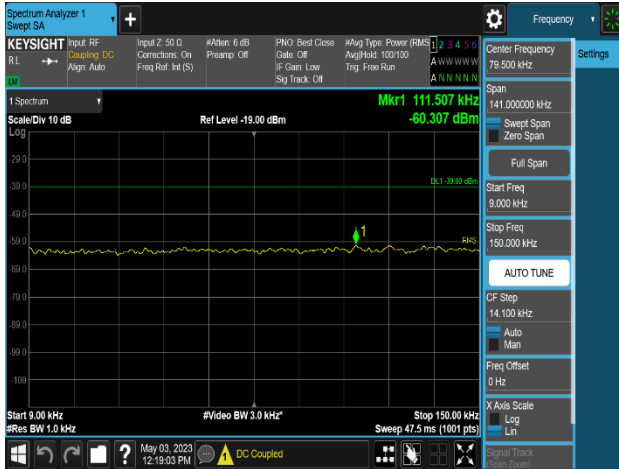 Spectrum Analyzer 1
Swept SA
Frequency
KEYSIGHT
RL
Input: RF
Coupling: DC
Align: Auto
Input Z: 50 Ω
Corrections: On
Freq Ref: Int (S)
#Atten: 6 dB
Preamp: Off
PNO: Best Close
Gate: Off
IF Gain: Low
Sig Track: Off
#Avg Type: Power (RMS
Avg|Hold: 100/100
Trig: Free Run
1 2 3 4 5 6
A W W W W W
A N N N N N
Center Frequency
79.500 kHz
Settings
Span
141.000000 kHz
Swept Span
Zero Span
Full Span
Start Freq
9.000 kHz
Stop Freq
150.000 kHz
AUTO TUNE
CF Step
14.100 kHz
Auto
Man
Freq Offset
0 Hz
X Axis Scale
Log
Lin
Signal Track
(Span Zoom)
1 Spectrum
Mkr1 111.507 kHz
Scale/Div 10 dB
Ref Level -19.00 dBm
-60.307 dBm
Log
-29.0
DL1 -39.00 dBm
-39.0
-49.0
1
-59.0
RMS
-69.0
-79.0
-89.0
-99.0
-109
Start 9.00 kHz
#Video BW 3.0 kHz*
Stop 150.00 kHz
#Res BW 1.0 kHz
Sweep 47.5 ms (1001 pts)
May 03, 2023
12:19:03 PM
DC Coupled